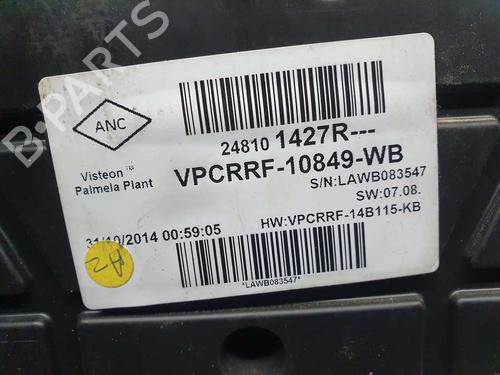 ANC
24810 1427R---
VPCRRF-10849-WB
Visteon
Palmela Plant
S/N:LAWB083547
SW:07.08.
31/10/2014 00:59:05
HW:VPCRRF-14B115-KB
*LAWB083547*
B-PARTS